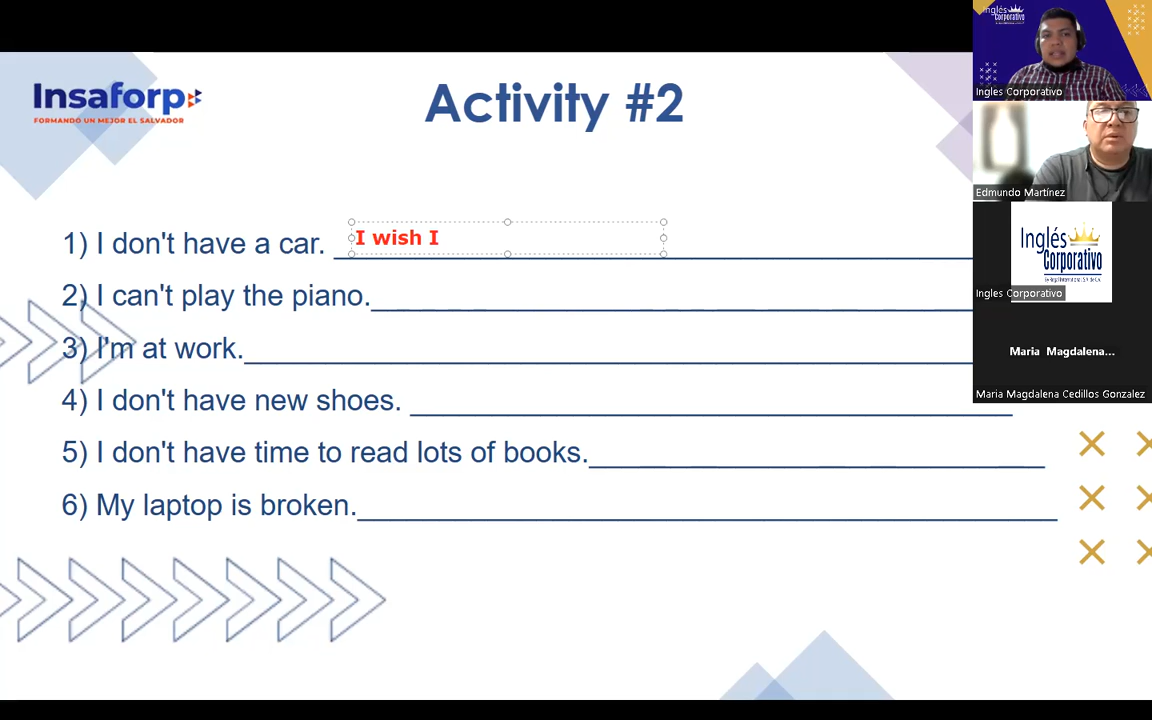 Insaforp
FORMANDO UN MEJOR EL SALVADOR
Activity #2
1) I don't have a car. I wish I
2) I can't play the piano.
3) I'm at work.
4) I don't have new shoes.
5) I don't have time to read lots of books.
6) My laptop is broken.
Inglés
Corporativo
Ingles Corporativo
Edmundo Martínez
Inglés
Corporativo
Ingles Corporativo
Maria Magdalena...
Maria Magdalena Cedillos Gonzalez